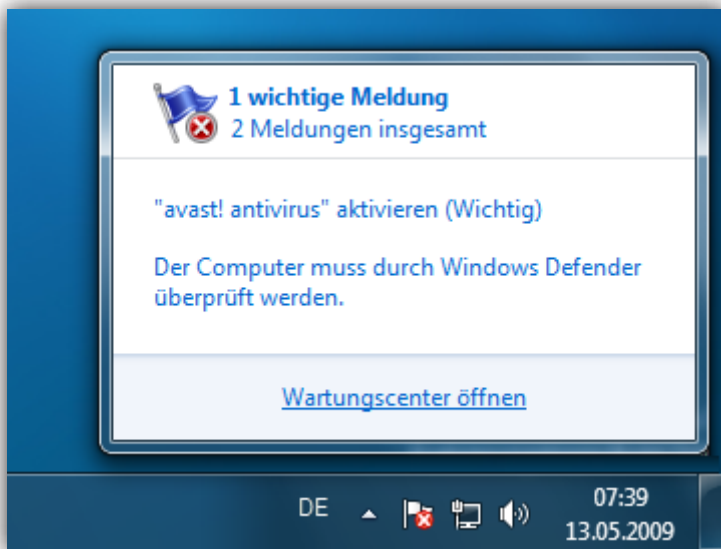 1 wichtige Meldung
2 Meldungen insgesamt
"avast! antivirus" aktivieren (Wichtig)
Der Computer muss durch Windows Defender
überprüft werden.
Wartungscenter öffnen
DE
07:39
13.05.2009